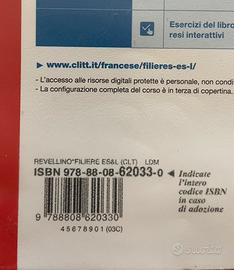 Esercizi del libro
resi interattivi
► www.clitt.it/francese/filieres-es-l/
- L'accesso alle risorse digitali protette è personale, non condi
- La configurazione completa del corso è in terza di copertina.
REVELLINO*FILIERE ES&L (CLT) LDM
ISBN 978-88-08-62033-0
Indicate
l'intero
codice ISBN
in caso
di adozione
9 788808 620330
45678901 (03C)
Subito